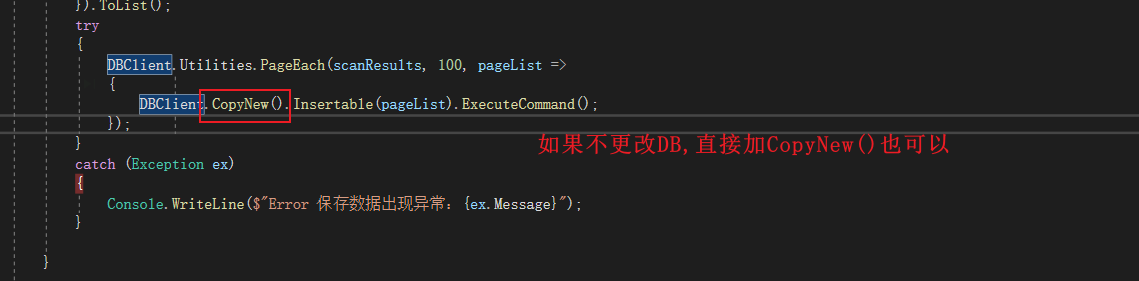 }).ToList();
try
{
DBClient.Utilities.PageEach(scanResults, 100, pageList =>
{
DBClient.CopyNew().Insertable(pageList).ExecuteCommand();
});
}
如果不更改DB,直接加CopyNew()也可以
catch (Exception ex)
{
Console.WriteLine($"Error 保存数据出现异常: {ex.Message}");
}
}